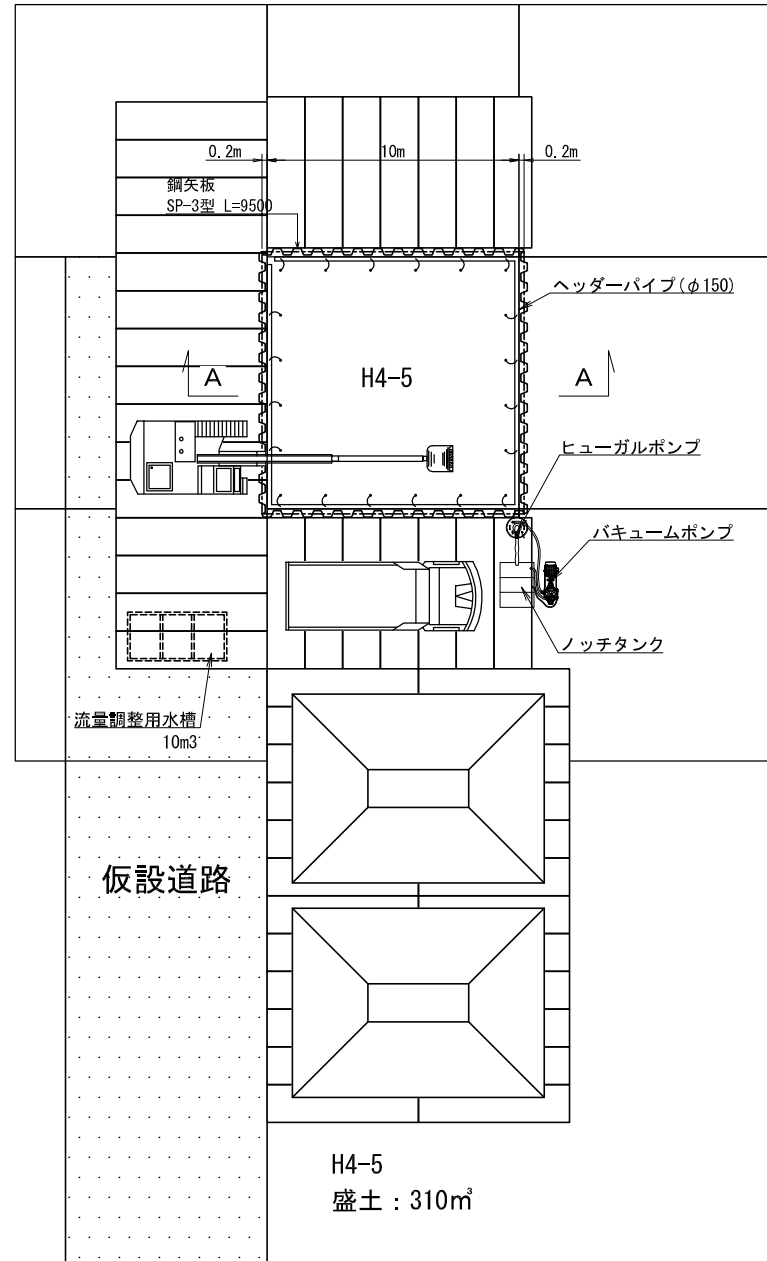 0.2m
10m
0.2m
鋼矢板
SP-3型 L=9500
ヘッダーパイプ(φ150)
A
H4-5
A
ヒューガルポンプ
バキュームポンプ
ノッチタンク
流量調整用水槽
10m3
仮設道路
H4-5
盛土：310㎥